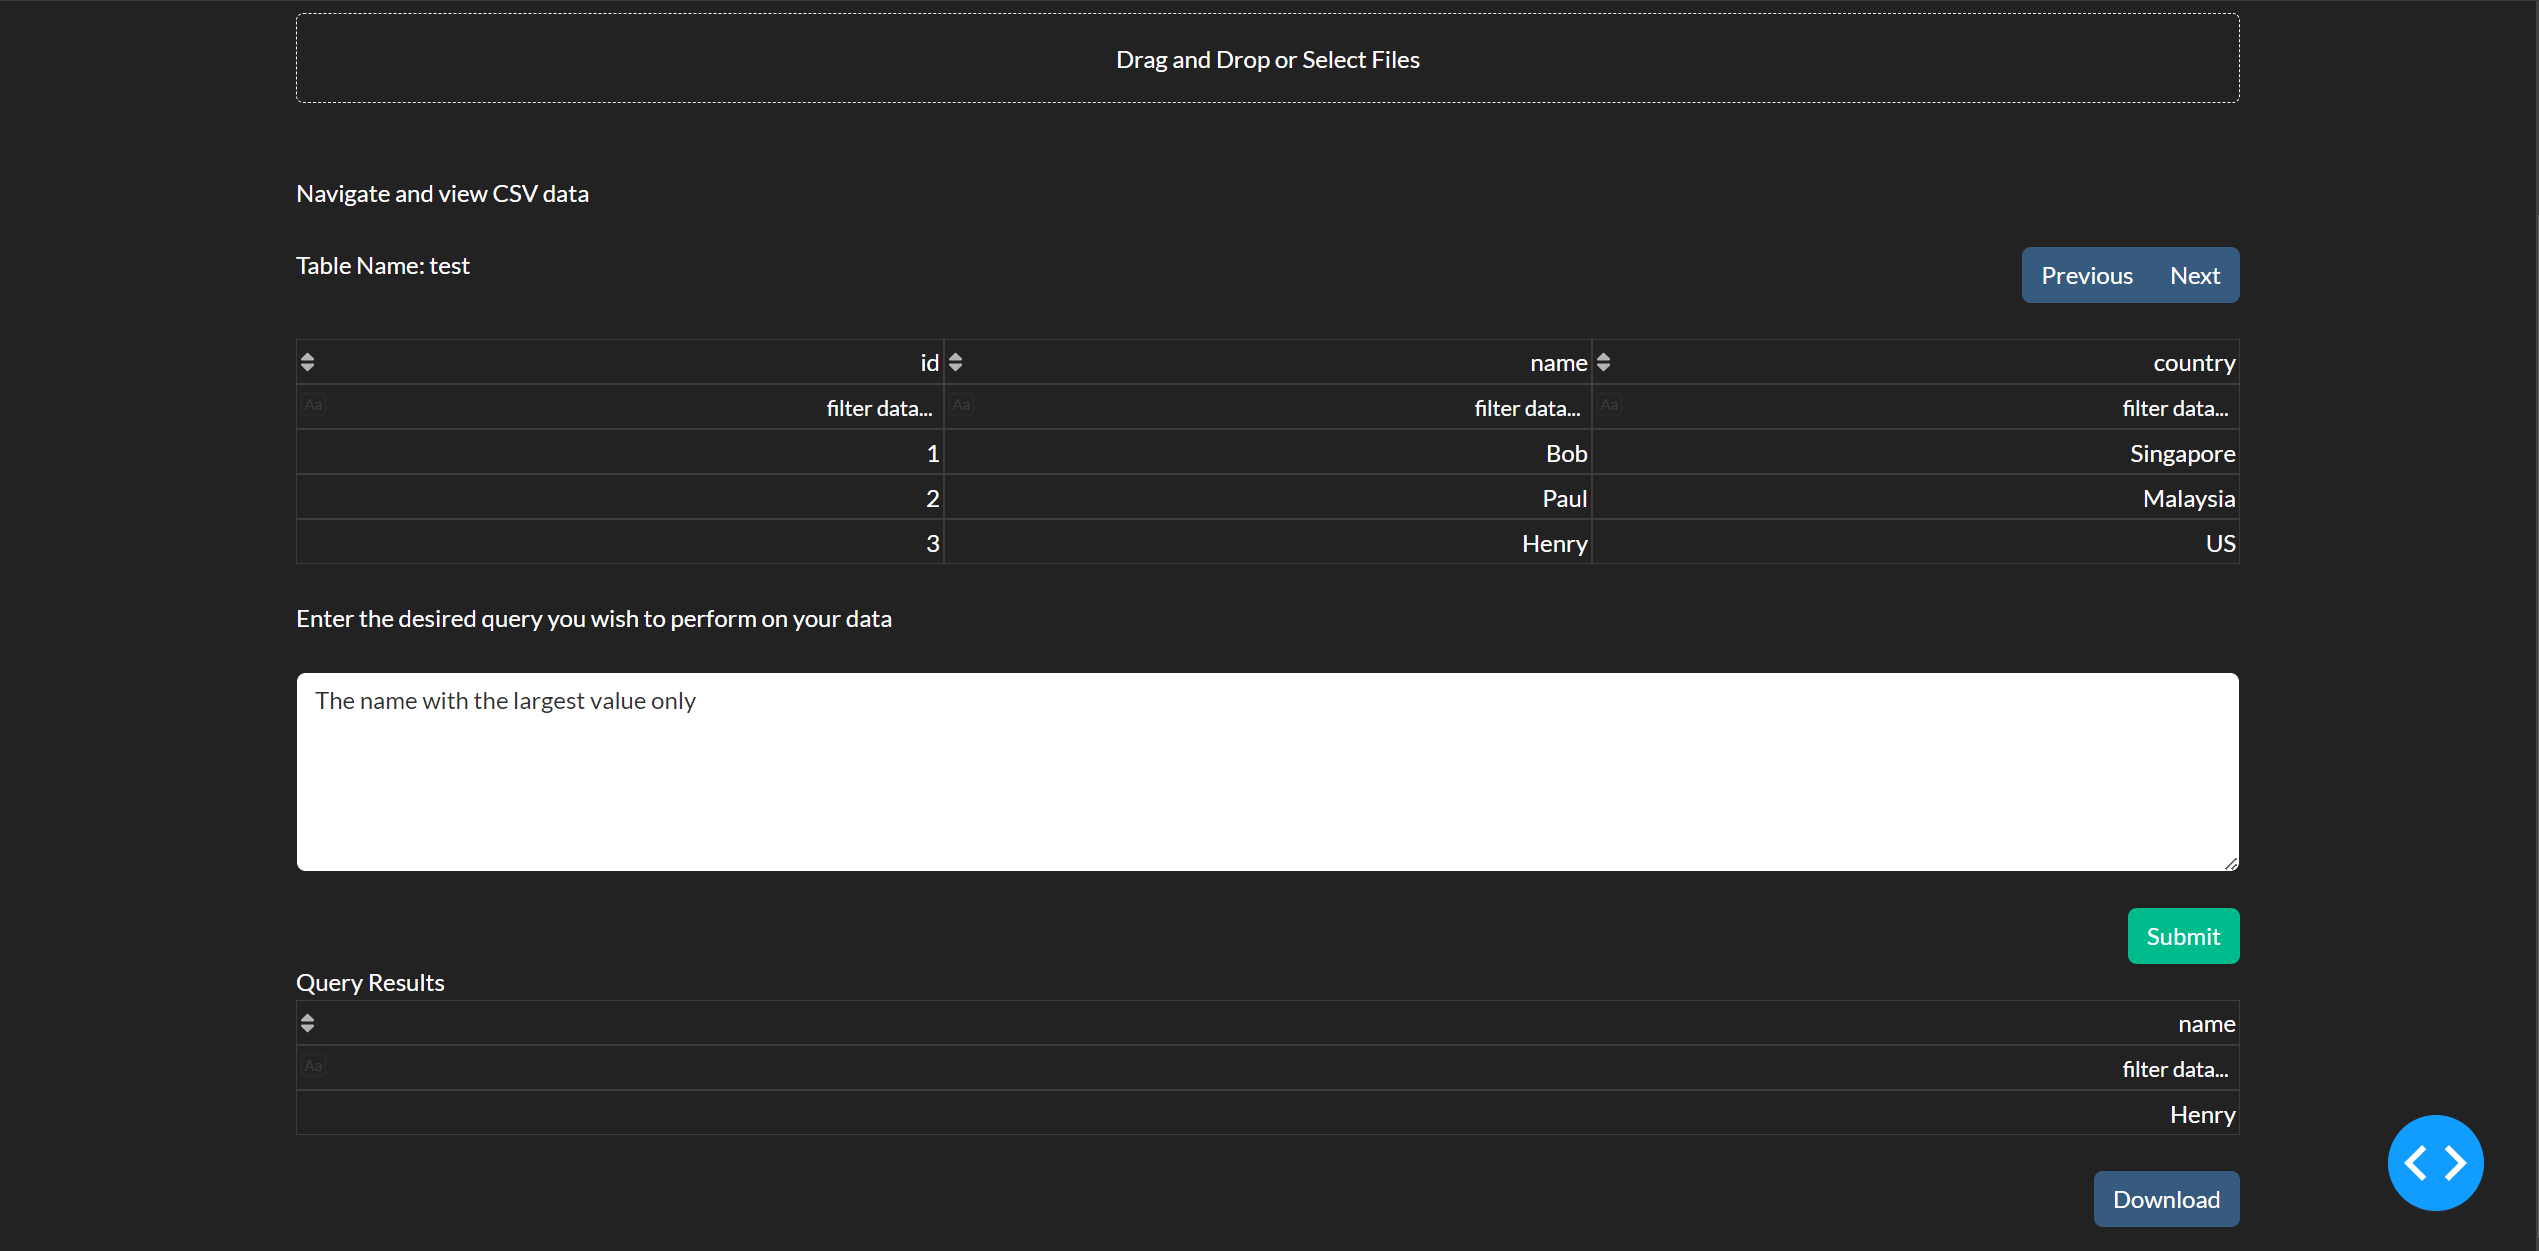 Drag and Drop or Select Files
Navigate and view CSV data
Table Name: test
Previous Next
id name country
Aa filter data... Aa filter data... Aa filter data...
1 Bob Singapore
2 Paul Malaysia
3 Henry US
Enter the desired query you wish to perform on your data
The name with the largest value only
Submit
Query Results
name
Aa filter data...
Henry
Download